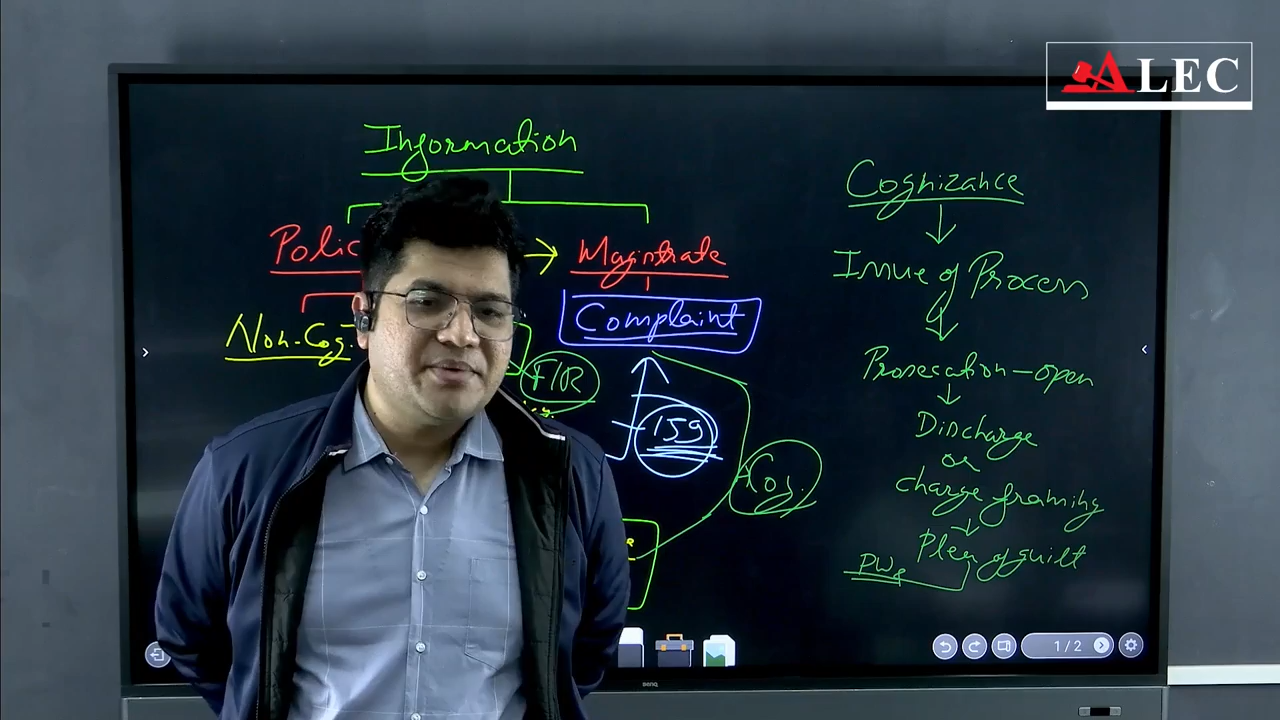 ALEC
Information
Polic
Magistrate
Non-Cog.
Complaint
FIR
159
Cog.
Cognizance
Issue of Process
Prosecution-open
Discharge
or
charge framing
Plea of guilt
PWs
1/2
BENQ